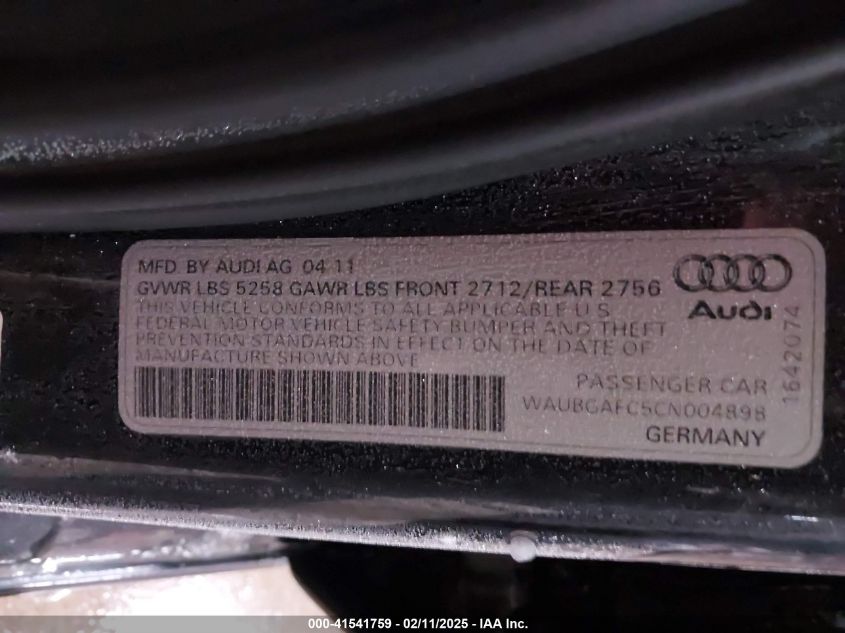 MFD. BY AUDI AG 04 11
GVWR LBS 5258 GAWR LBS FRONT 2712/REAR 2756
THIS VEHICLE CONFORMS TO ALL APPLICABLE U S
FEDERAL MOTOR VEHICLE SAFETY BUMPER AND THEFT
PREVENTION STANDARDS IN EFFECT ON THE DATE OF
MANUFACTURE SHOWN ABOVE
Audi
1642074
PASSENGER CAR
WAUBGAFC5CN004898
GERMANY
000-41541759 - 02/11/2025 - IAA Inc.